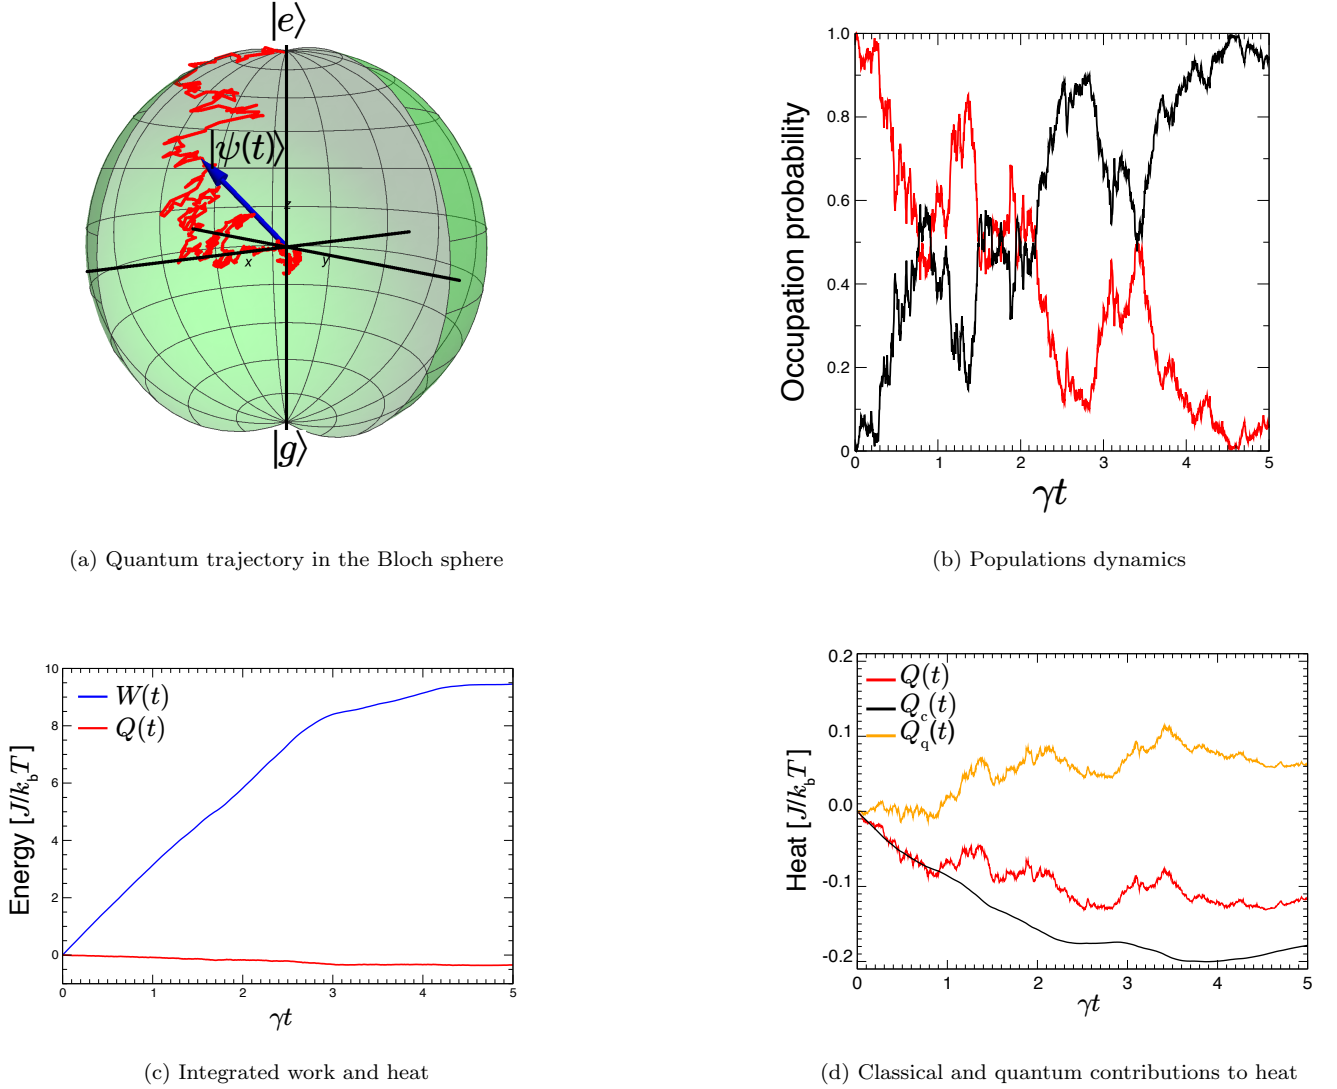 |e⟩
|ψ(t)⟩
z
x
y
|g⟩
(a) Quantum trajectory in the Bloch sphere
Occupation probability
1.0
0.8
0.6
0.4
0.2
0
0 1 2 3 4 5
γt
(b) Populations dynamics
Energy [J/k_bT]
10
8
6
4
2
0
W(t)
Q(t)
0 1 2 3 4 5
γt
(c) Integrated work and heat
Heat [J/k_bT]
0.2
0.1
0.0
-0.1
-0.2
Q(t)
Q_c(t)
Q_q(t)
0 1 2 3 4 5
γt
(d) Classical and quantum contributions to heat